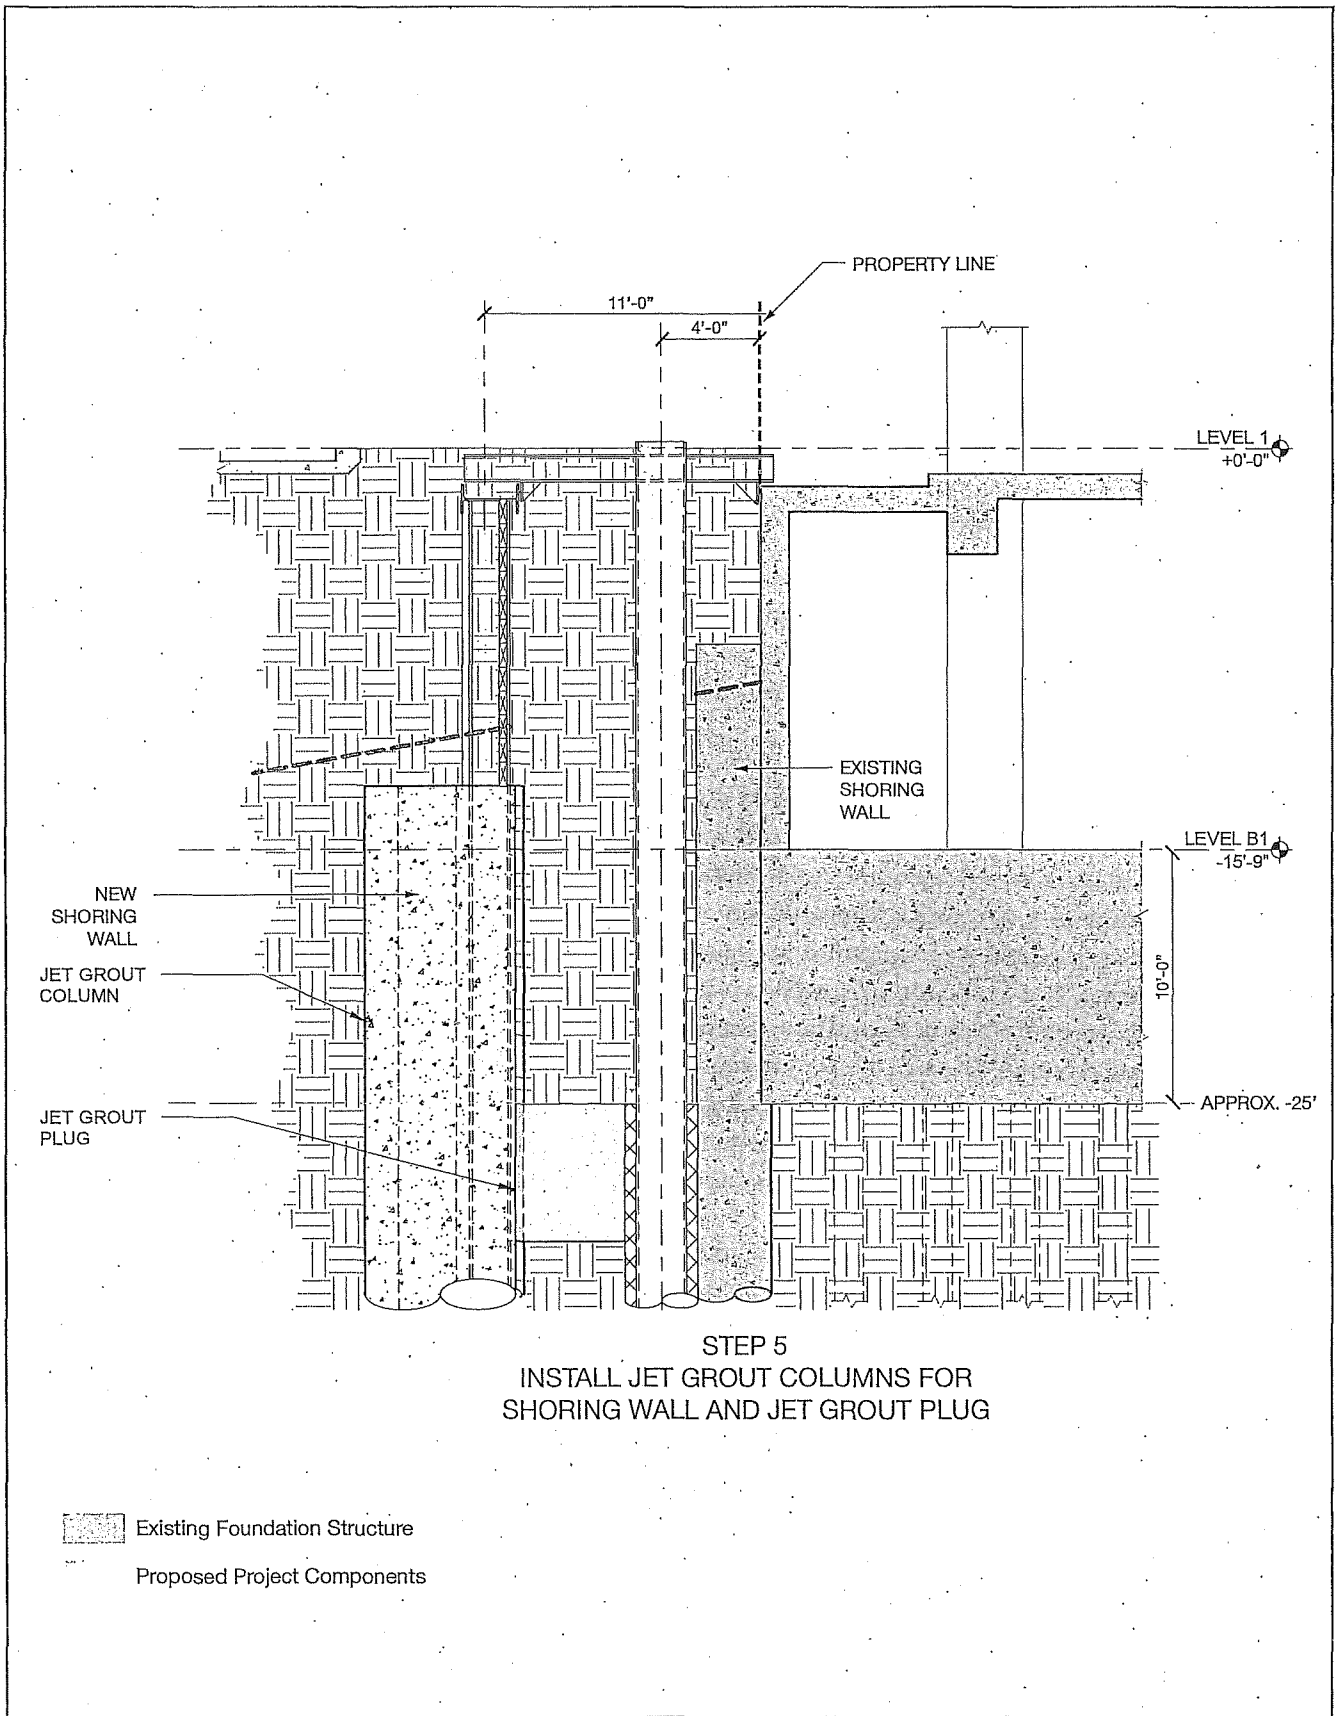 PROPERTY LINE
11'-0"
4'-0"
LEVEL 1
+0'-0"
EXISTING
SHORING
WALL
LEVEL B1
-15'-9"
NEW
SHORING
WALL
JET GROUT
COLUMN
10'-0"
JET GROUT
PLUG
APPROX. -25'
STEP 5
INSTALL JET GROUT COLUMNS FOR
SHORING WALL AND JET GROUT PLUG
Existing Foundation Structure
Proposed Project Components